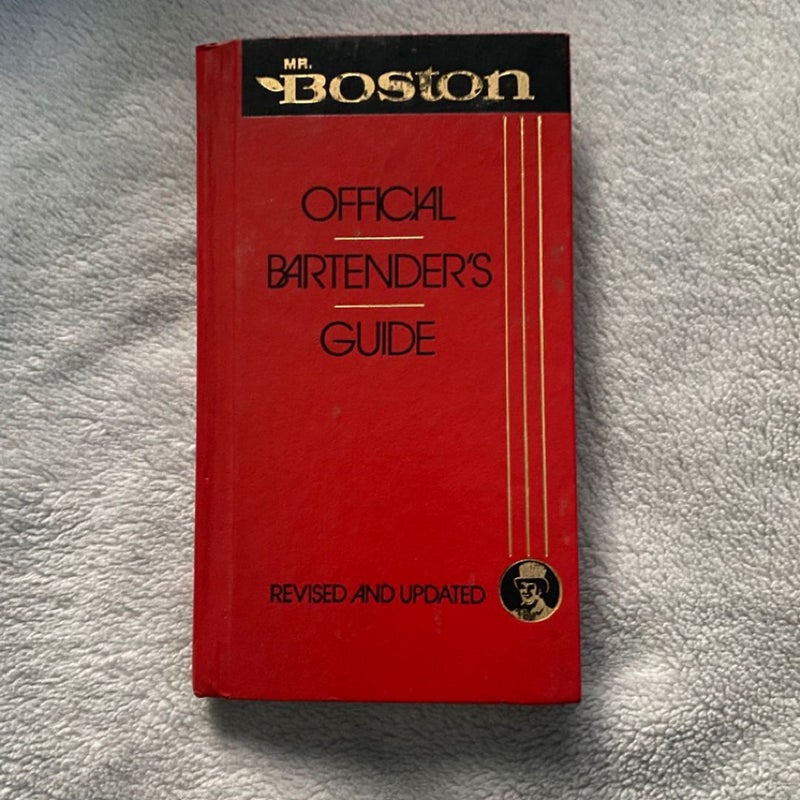 MR.
BOSTON
OFFICIAL
BARTENDER'S
GUIDE
REVISED AND UPDATED